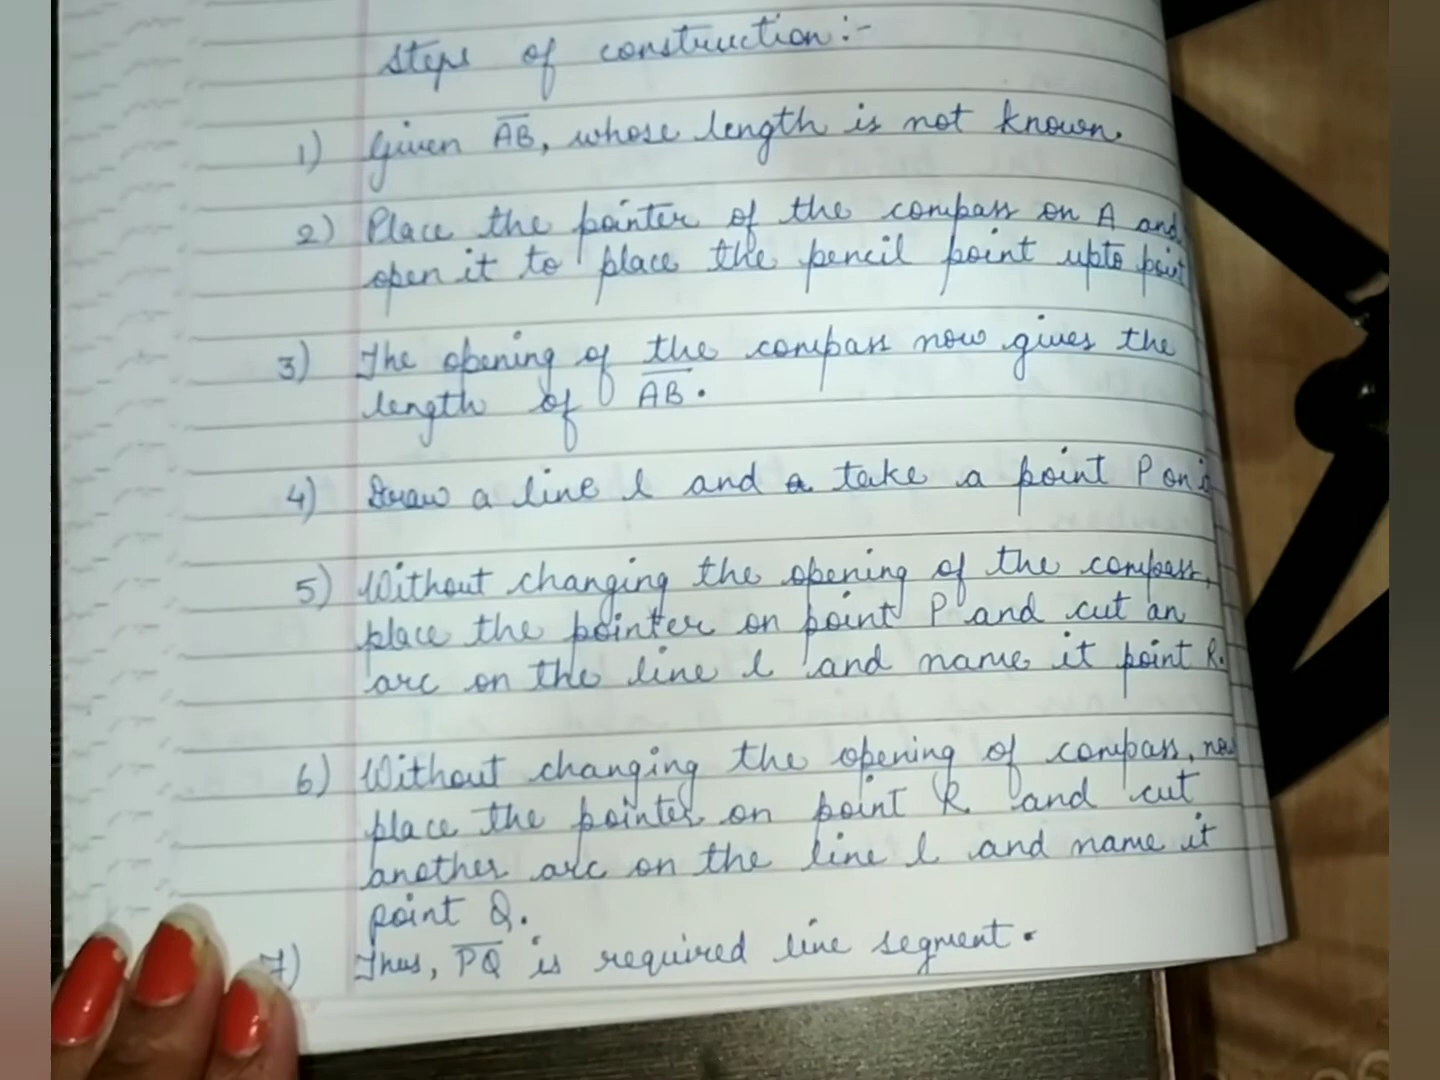 Steps of construction:-
1) Given A̅B̅, whose length is not known.
2) Place the pointer of the compass on A and
open it to place the pencil point upto point
3) The opening of the compass now gives the
length of A̅B̅.
4) Draw a line l and a take a point P on
5) Without changing the opening of the compass,
place the pointer on point P and cut an
arc on the line l and name it point R.
6) Without changing the opening of compass, now
place the pointer on point R and cut
another arc on the line l and name it
point Q.
7) Thus, P̅Q̅ is required line segment.